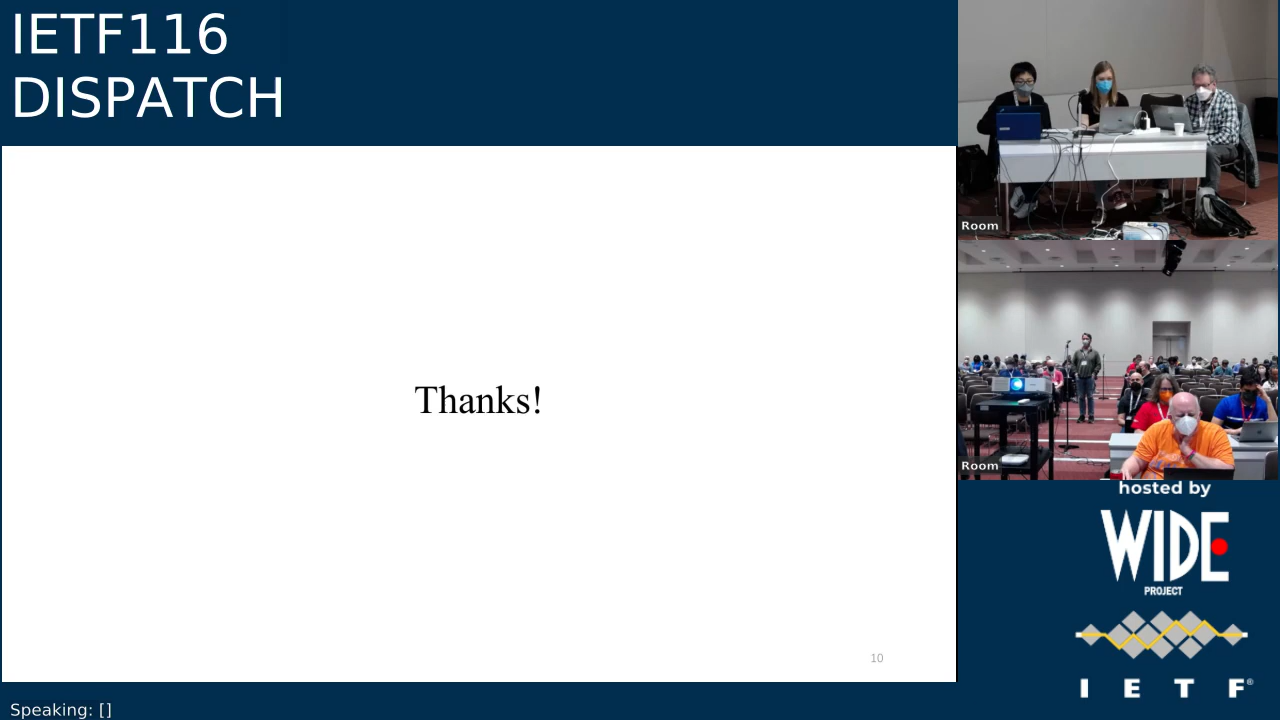 IETF116
DISPATCH
Thanks!
10
Room
Room
hosted by
WIDE
PROJECT
I E T F®
Speaking: []